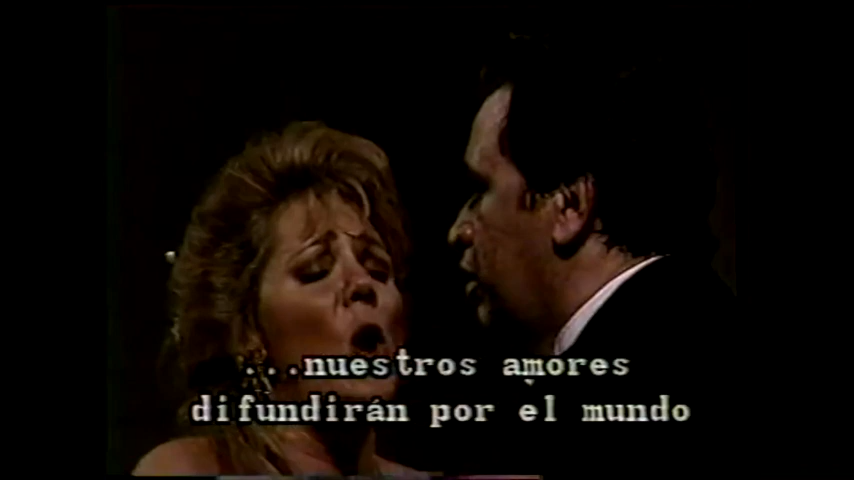 ...nuestros amores
difundirán por el mundo